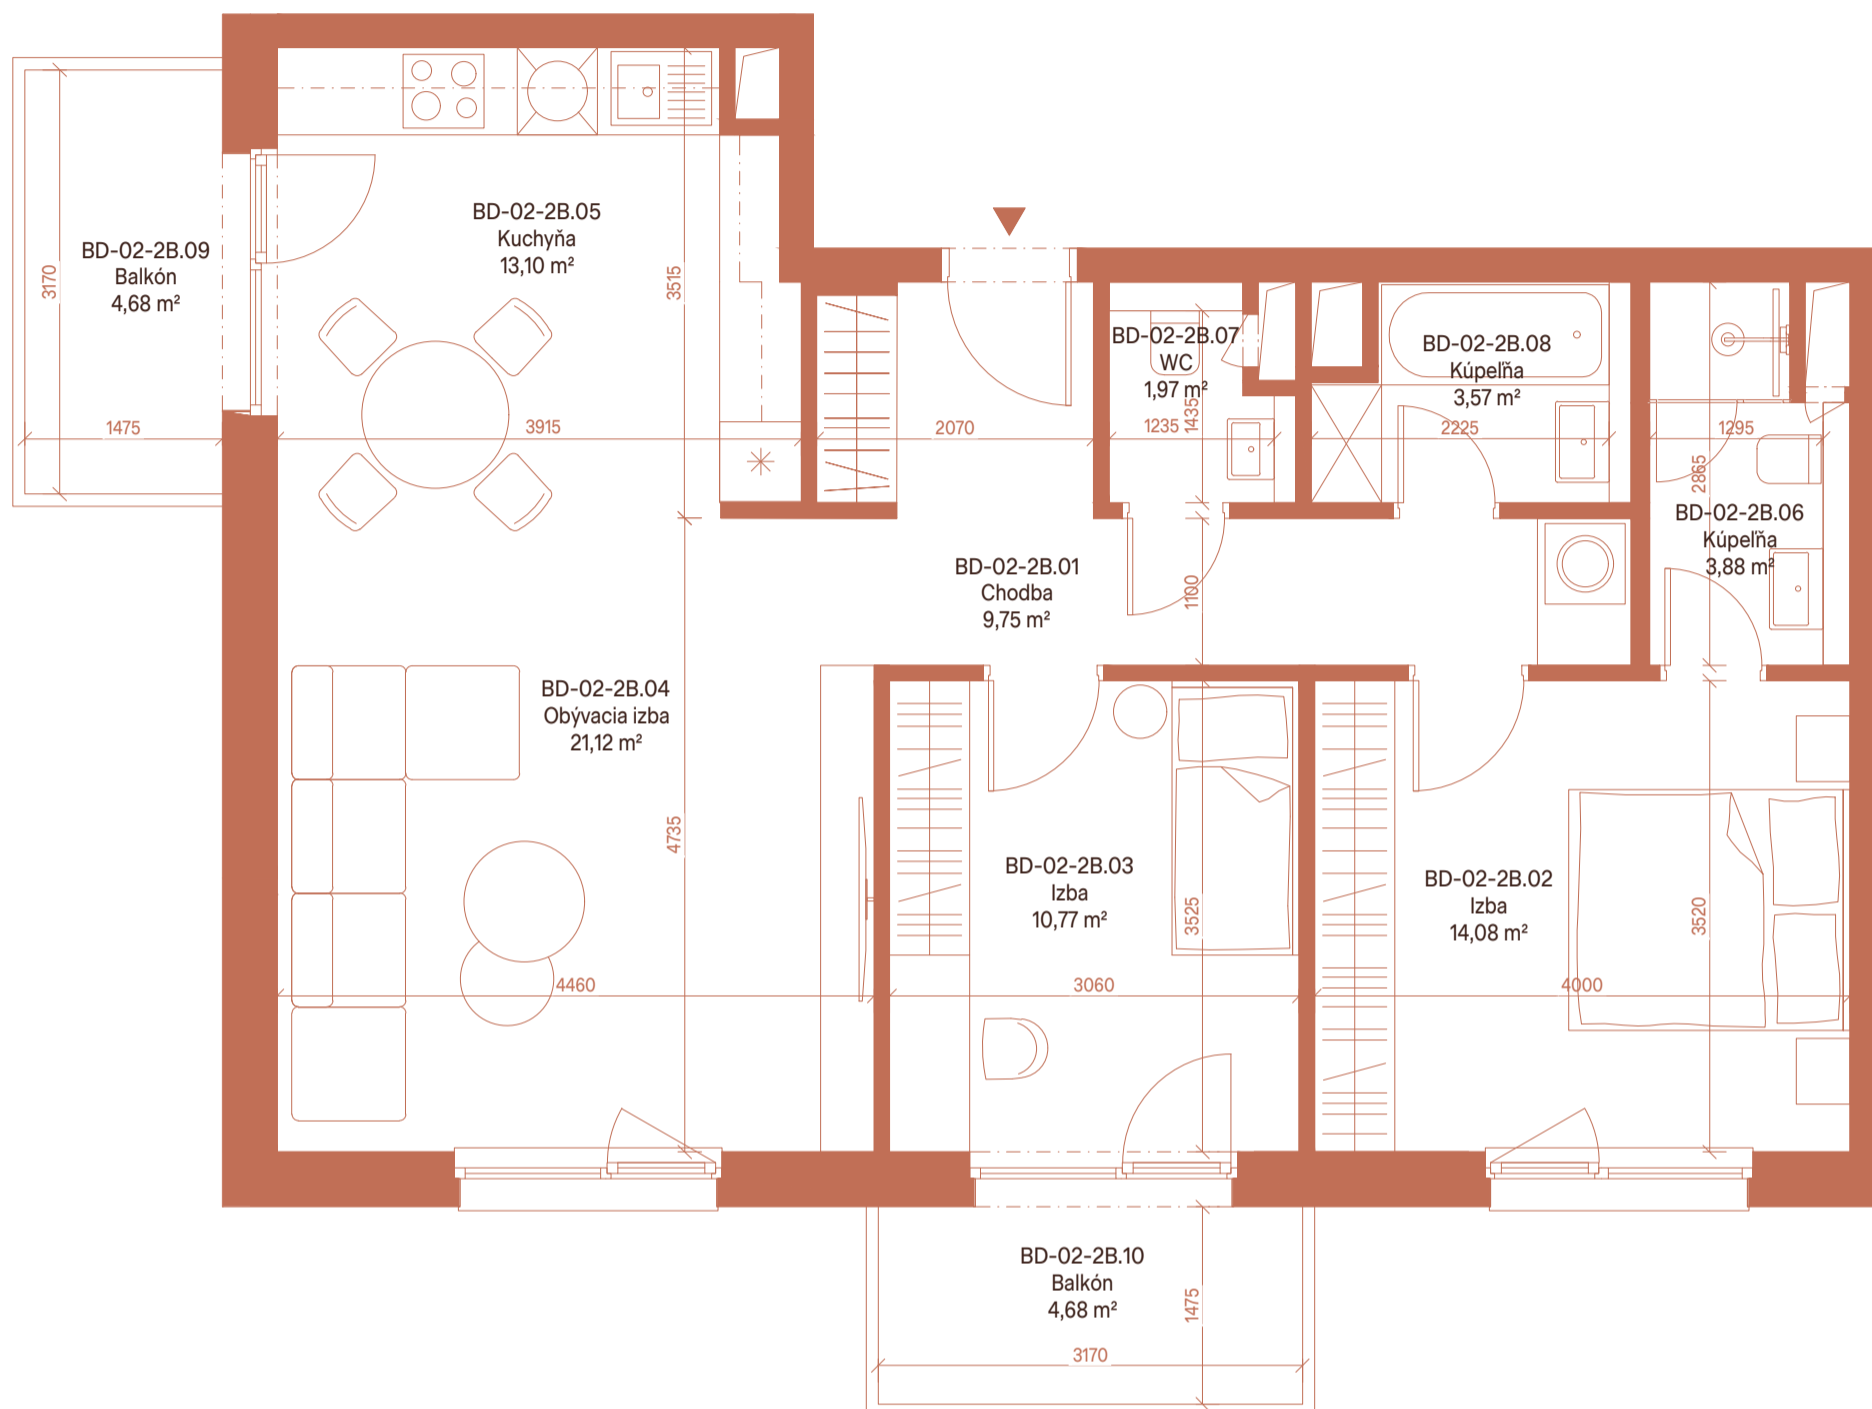 BD-02-2B.05
Kuchyňa
13,10 m²
BD-02-2B.09
Balkón
4,68 m²
3170
1475
3915
3515
2070
BD-02-2B.07
WC
1,97 m²
1235
1435
BD-02-2B.08
Kúpeľňa
3,57 m²
2225
1295
2865
BD-02-2B.06
Kúpeľňa
3,88 m²
BD-02-2B.01
Chodba
9,75 m²
1100
BD-02-2B.04
Obývacia izba
21,12 m²
4735
4460
BD-02-2B.03
Izba
10,77 m²
3525
3060
BD-02-2B.02
Izba
14,08 m²
3520
4000
BD-02-2B.10
Balkón
4,68 m²
1475
3170